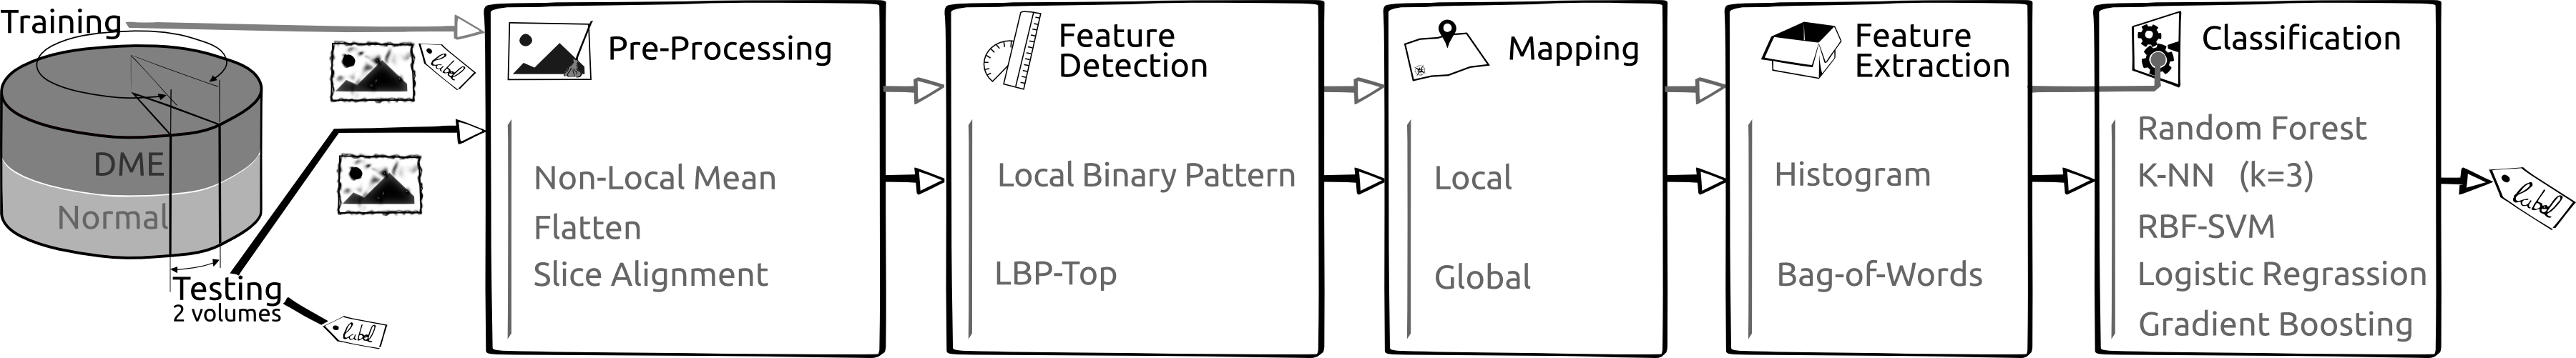 Training
DME
Normal
Testing
2 volumes
label
label
Pre-Processing
Non-Local Mean
Flatten
Slice Alignment
Feature
Detection
Local Binary Pattern
LBP-Top
Mapping
Local
Global
Feature
Extraction
Histogram
Bag-of-Words
Classification
Random Forest
K-NN (k=3)
RBF-SVM
Logistic Regrassion
Gradient Boosting
label